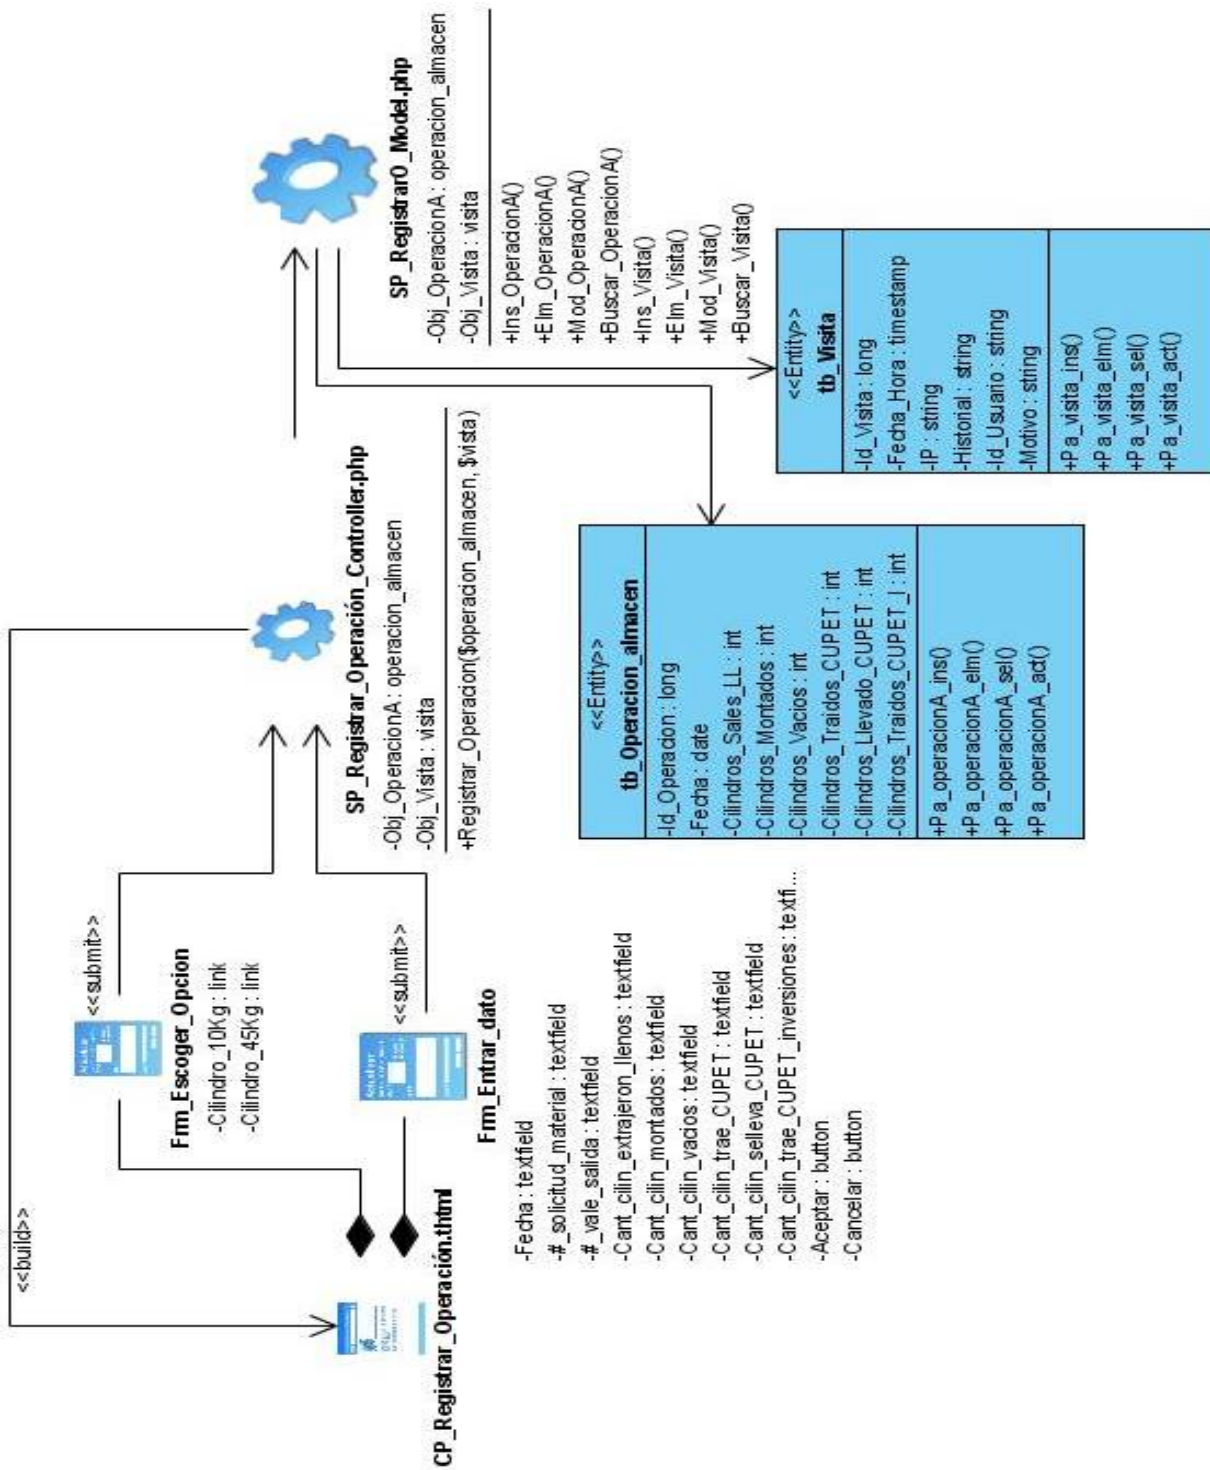 <<build>>
CP_Registrar_Operación.thtml
<<submit>>
Frm_Escoger_Opcion
-Cilindro_10Kg : link
-Cilindro_45Kg : link
<<submit>>
Frm_Entrar_dato
-Fecha : textfield
-#_solicitud_material : textfield
-#_vale_salida : textfield
-Cant_cilin_extrajeron_llenos : textfield
-Cant_cilin_montados : textfield
-Cant_cilin_vacios : textfield
-Cant_cilin_trae_CUPET : textfield
-Cant_cilin_selleva_CUPET : textfield
-Cant_cilin_trae_CUPET_inversiones : textfi...
-Aceptar : button
-Cancelar : button
SP_Registrar_Operación_Controller.php
-Obj_OperacionA : operacion_almacen
-Obj_Visita : visita
+Registrar_Operacion($operacion_almacen, $vista)
SP_RegistrarO_Model.php
-Obj_OperacionA : operacion_almacen
-Obj_Visita : visita
+Ins_OperacionA()
+Elm_OperacionA()
+Mod_OperacionA()
+Buscar_OperacionA()
+Ins_Visita()
+Elm_Visita()
+Mod_Visita()
+Buscar_Visita()
<<Entity>>
tb_Operacion_almacen
-Id_Operacion : long
-Fecha : date
-Cilindros_Sales_LL : int
-Cilindros_Montados : int
-Cilindros_Vacios : int
-Cilindros_Traidos_CUPET : int
-Cilindros_Llevado_CUPET : int
-Cilindros_Traidos_CUPET_I : int
+Pa_operacionA_ins()
+Pa_operacionA_elm()
+Pa_operacionA_sel()
+Pa_operacionA_act()
<<Entity>>
tb_Visita
-Id_Visita : long
-Fecha_Hora : timestamp
-IP : string
-Historial : string
-Id_Usuario : string
-Motivo : string
+Pa_visita_ins()
+Pa_visita_elm()
+Pa_visita_sel()
+Pa_visita_act()